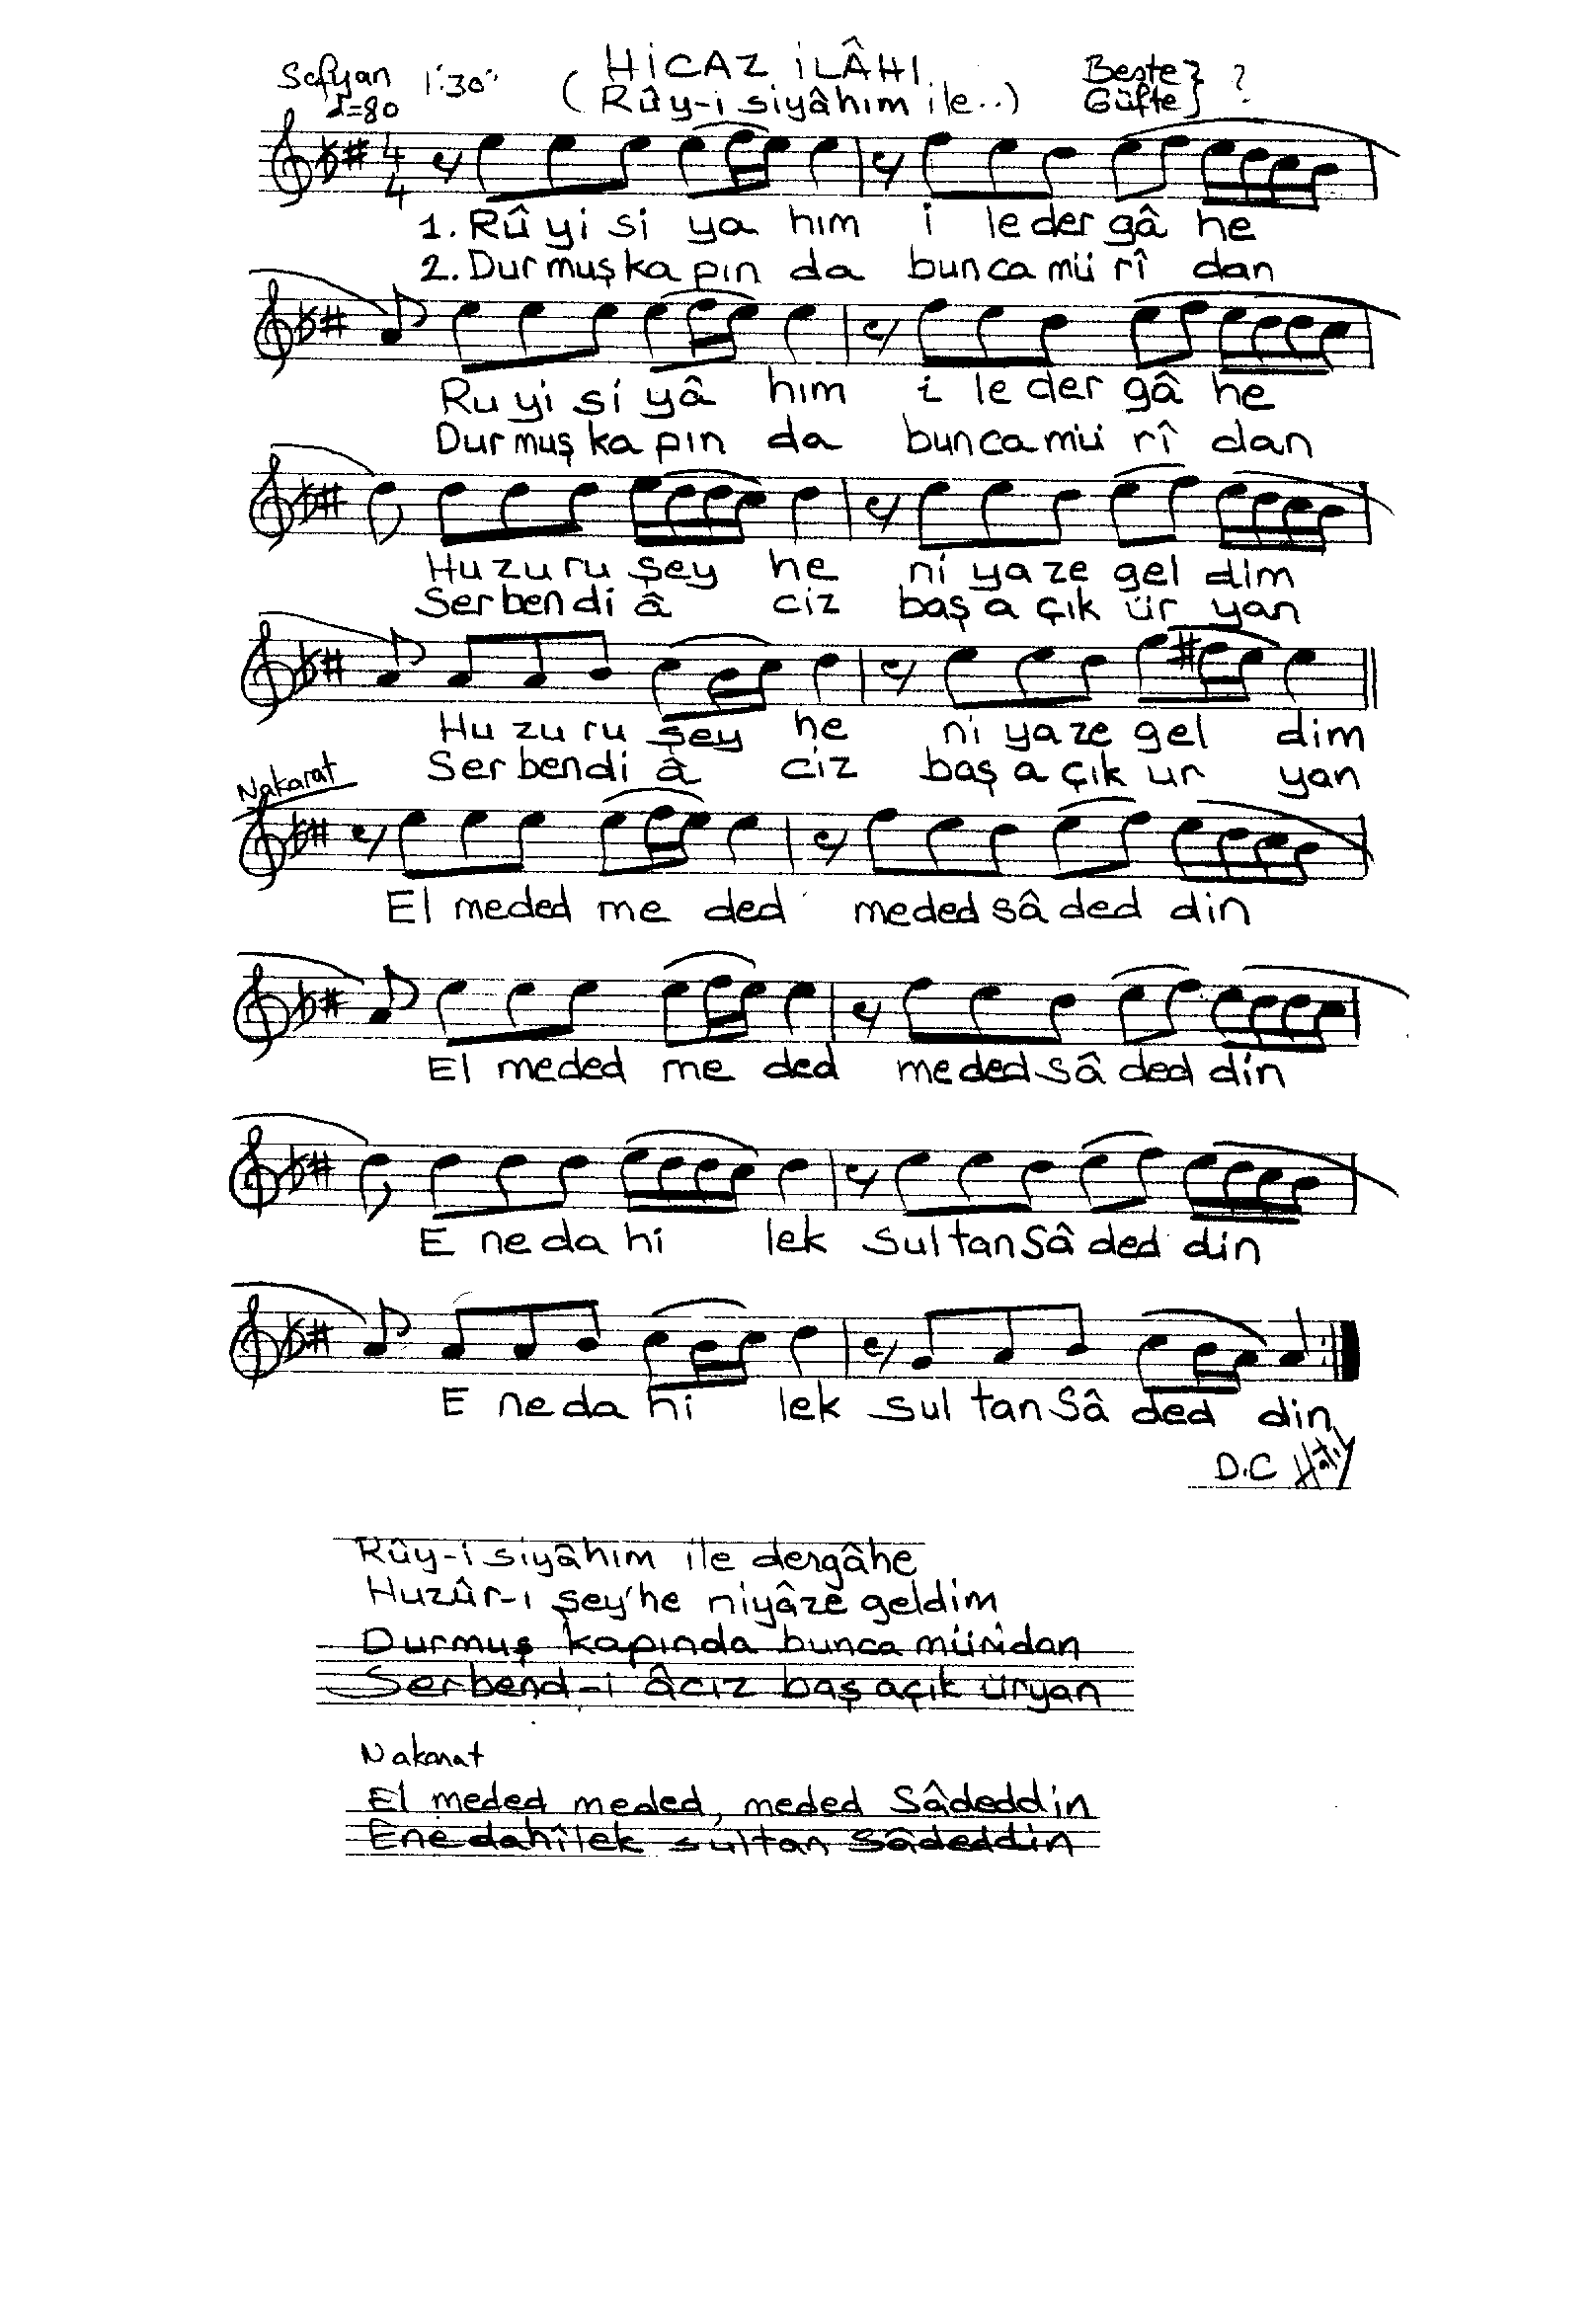 Sofyan 1'.30'' HİCAZ İLÂHI Beste } ?
♩=80 (Rûy-i siyâhım ile..) Güfte }
4/4
1. Rû yi si ya hım i le der gâ he
2. Dur muş ka pın da bun ca mü rî dan
Ru yi si yâ hım i le der gâ he
Dur muş ka pın da bun ca mü rî dan
Hu zu ru şey he ni ya ze gel dim
Ser ben di â ciz baş a çık ür yan
Hu zu ru şey he ni ya ze gel dim
Ser ben di â ciz baş a çık ur yan
Nakarat
El meded me ded meded sâ ded din
El meded me ded meded sâ ded din
E ne da hi lek sul tan Sâ ded din
E ne da hi lek sul tan Sâ ded din
D.C
Rûy-i siyâhım ile dergâhe
Huzûr-ı şey'he niyâze geldim
Durmuş kapında bunca müridan
Serbend-i âcız baş açık üryan
Nakarat
El meded meded, meded Sâdeddin
Ene dahîlek sultan Sâdeddin